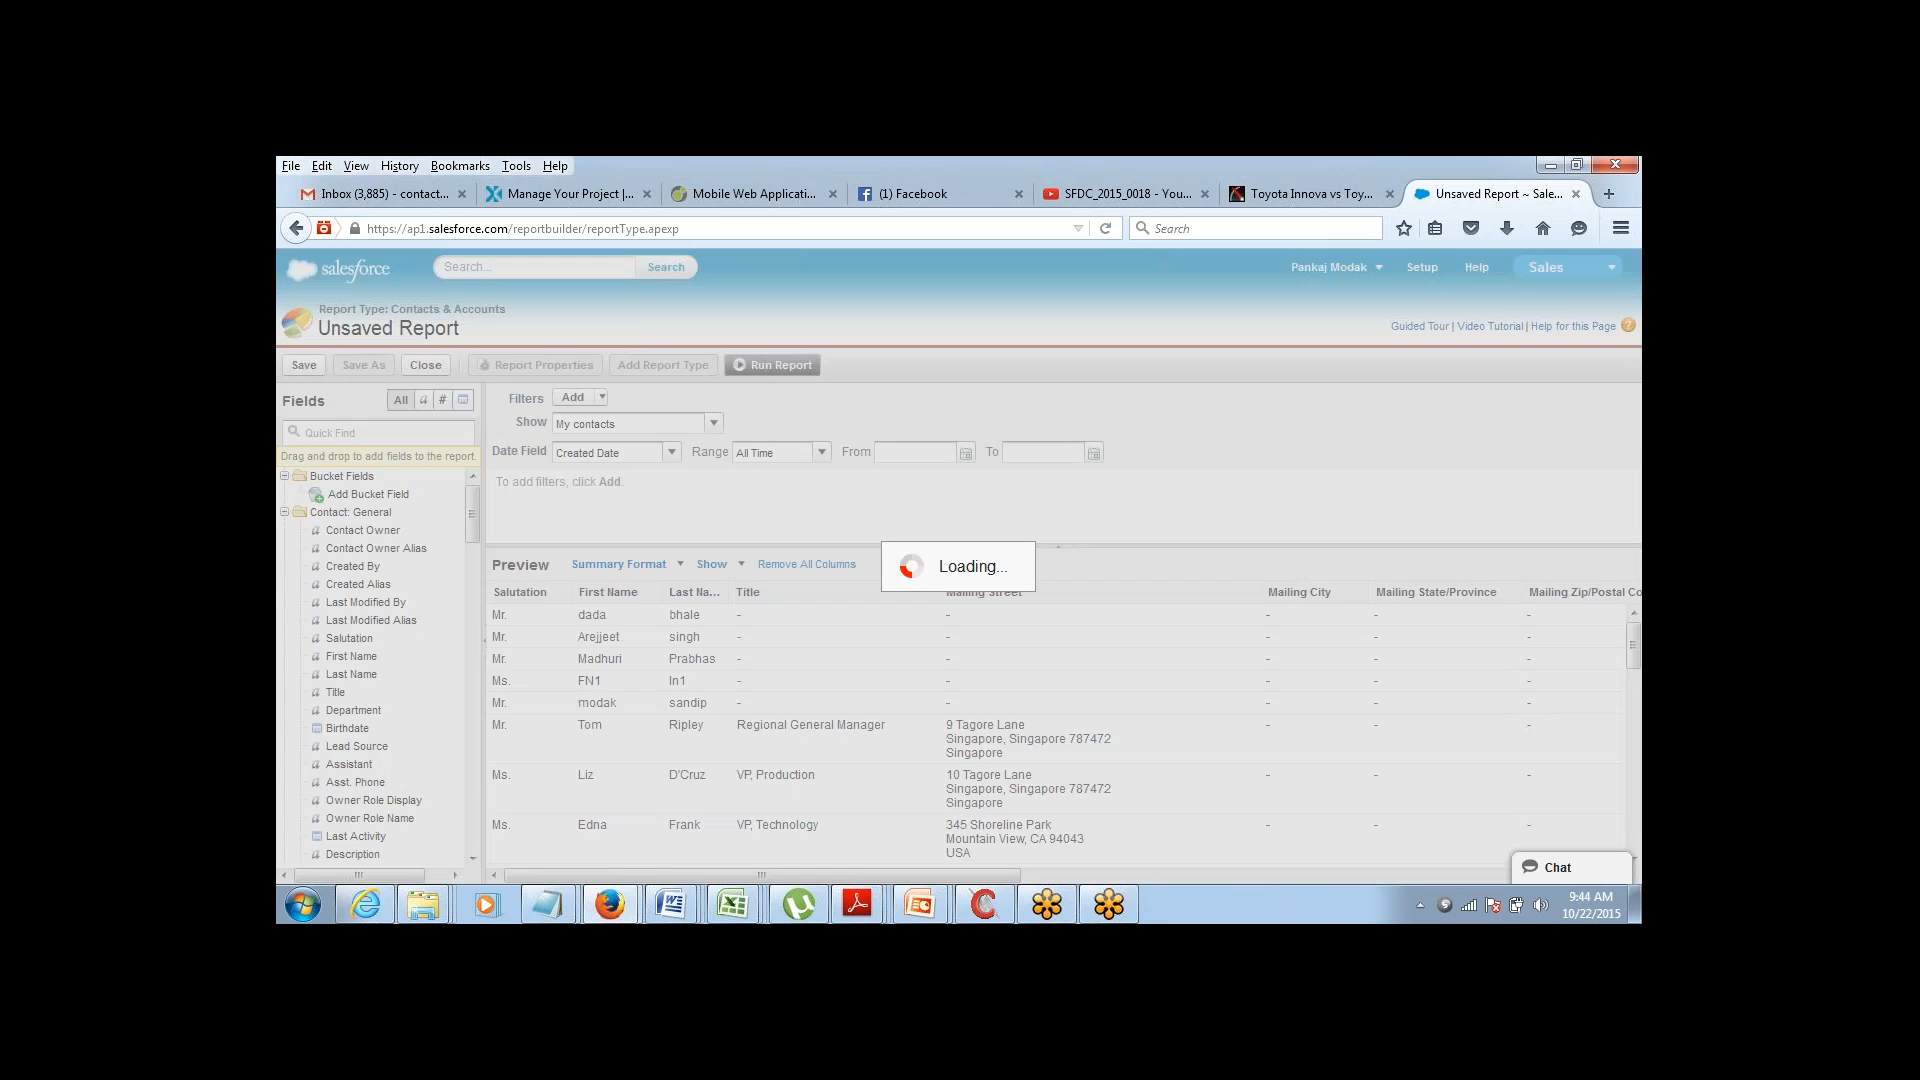 File Edit View History Bookmarks Tools Help
Inbox (3,885) - contact... Manage Your Project |... Mobile Web Applicati... (1) Facebook SFDC_2015_0018 - You... Toyota Innova vs Toy... Unsaved Report ~ Sale...
https://ap1.salesforce.com/reportbuilder/reportType.apexp Search
salesforce Search... Search Pankaj Modak Setup Help Sales
Report Type: Contacts & Accounts
Unsaved Report Guided Tour | Video Tutorial | Help for this Page ?
Save Save As Close Report Properties Add Report Type Run Report
Fields All a #
Quick Find
Drag and drop to add fields to the report.
Bucket Fields
Add Bucket Field
Contact: General
a Contact Owner
a Contact Owner Alias
a Created By
a Created Alias
a Last Modified By
a Last Modified Alias
a Salutation
a First Name
a Last Name
a Title
a Department
Birthdate
a Lead Source
a Assistant
a Asst. Phone
a Owner Role Display
a Owner Role Name
Last Activity
a Description
Filters Add
Show My contacts
Date Field Created Date Range All Time From To
To add filters, click Add.
Loading...
Preview Summary Format Show Remove All Columns
Salutation First Name Last Na... Title Mailing Street Mailing City Mailing State/Province Mailing Zip/Postal Co
Mr. dada bhale - - - - -
Mr. Arejjeet singh - - - - -
Mr. Madhuri Prabhas - - - - -
Ms. FN1 ln1 - - - - -
Mr. modak sandip - - - - -
Mr. Tom Ripley Regional General Manager 9 Tagore Lane - - -
Singapore, Singapore 787472
Singapore
Ms. Liz D'Cruz VP, Production 10 Tagore Lane - - -
Singapore, Singapore 787472
Singapore
Ms. Edna Frank VP, Technology 345 Shoreline Park - - -
Mountain View, CA 94043
USA
Chat
9:44 AM
10/22/2015